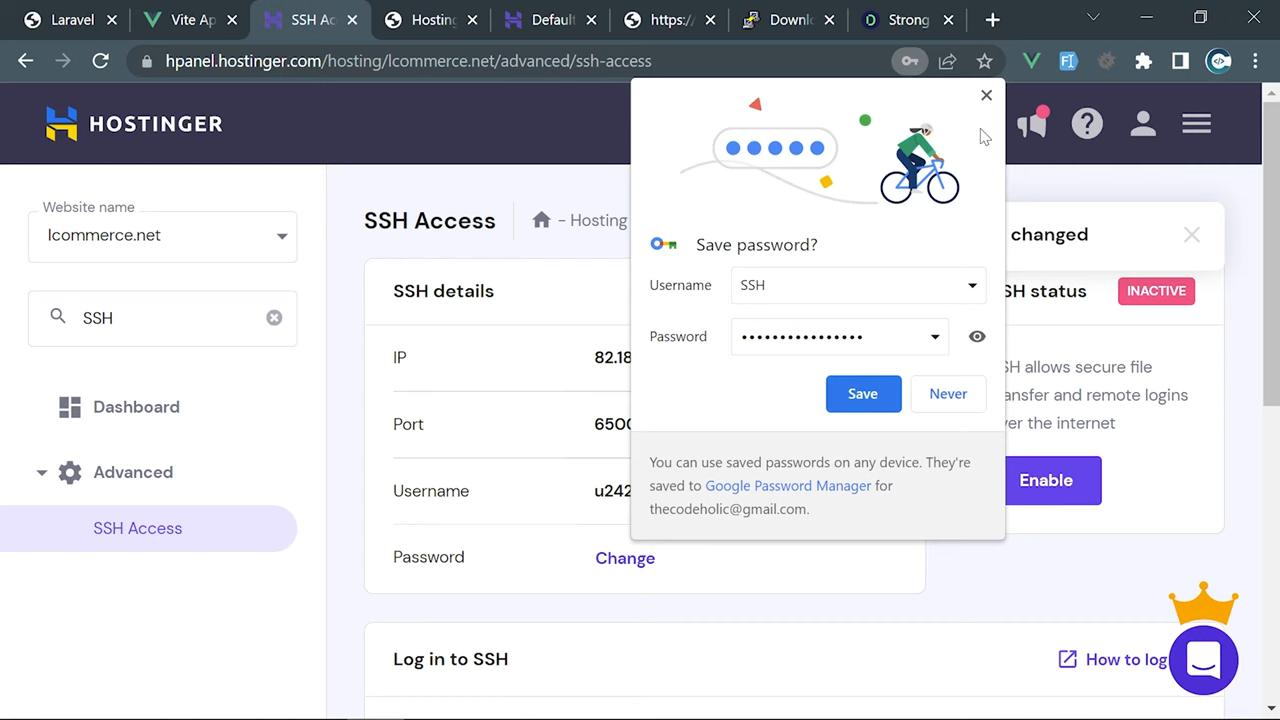 Laravel
Vite Ap
SSH Ac
Hosting
Default
https:/
Downl
Strong
hpanel.hostinger.com/hosting/lcommerce.net/advanced/ssh-access
HOSTINGER
Website name
lcommerce.net
SSH
Dashboard
Advanced
SSH Access
SSH Access
– Hosting
SSH details
IP
82.18
Port
6500
Username
u242
Password
Change
Log in to SSH
How to log
Save password?
Username
SSH
Password
••••••••••••••••
Save
Never
You can use saved passwords on any device. They're
saved to Google Password Manager for
thecodeholic@gmail.com.
changed
SH status
INACTIVE
SH allows secure file
ansfer and remote logins
er the internet
Enable